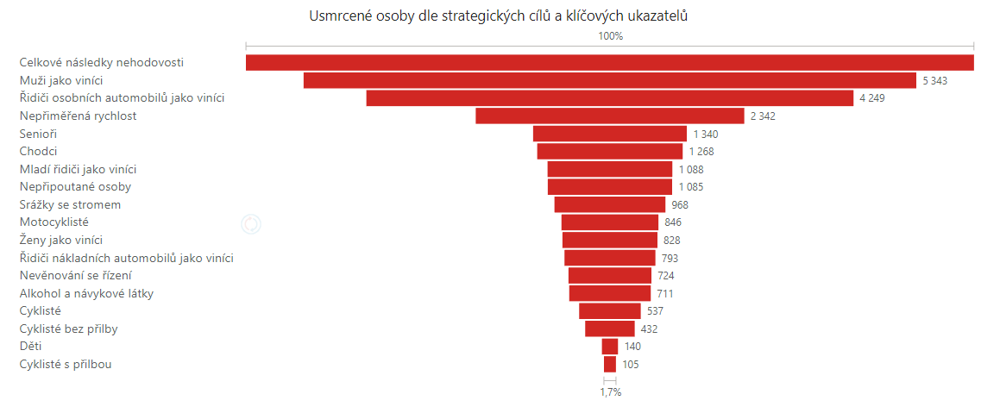 Usmrcené osoby dle strategických cílů a klíčových ukazatelů
100%
Celkové následky nehodovosti
Muži jako viníci 5 343
Řidiči osobních automobilů jako viníci 4 249
Nepřiměřená rychlost 2 342
Senioři 1 340
Chodci 1 268
Mladí řidiči jako viníci 1 088
Nepřipoutané osoby 1 085
Srážky se stromem 968
Motocyklisté 846
Ženy jako viníci 828
Řidiči nákladních automobilů jako viníci 793
Nevěnování se řízení 724
Alkohol a návykové látky 711
Cyklisté 537
Cyklisté bez přilby 432
Děti 140
Cyklisté s přilbou 105
1,7%